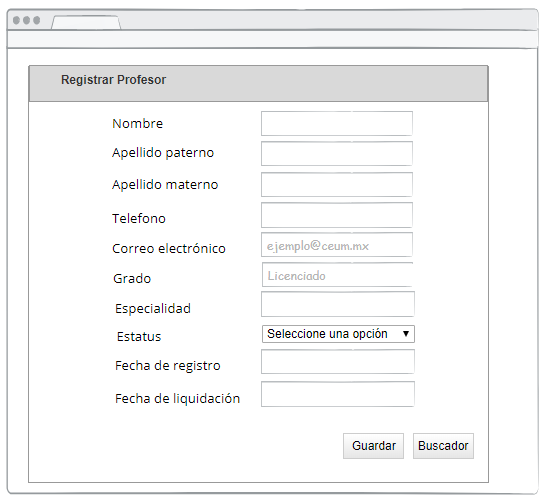 Registrar Profesor
Nombre
Apellido paterno
Apellido materno
Telefono
Correo electrónico ejemplo@ceum.mx
Grado Licenciado
Especialidad
Estatus Seleccione una opción
Fecha de registro
Fecha de liquidación
Guardar Buscador